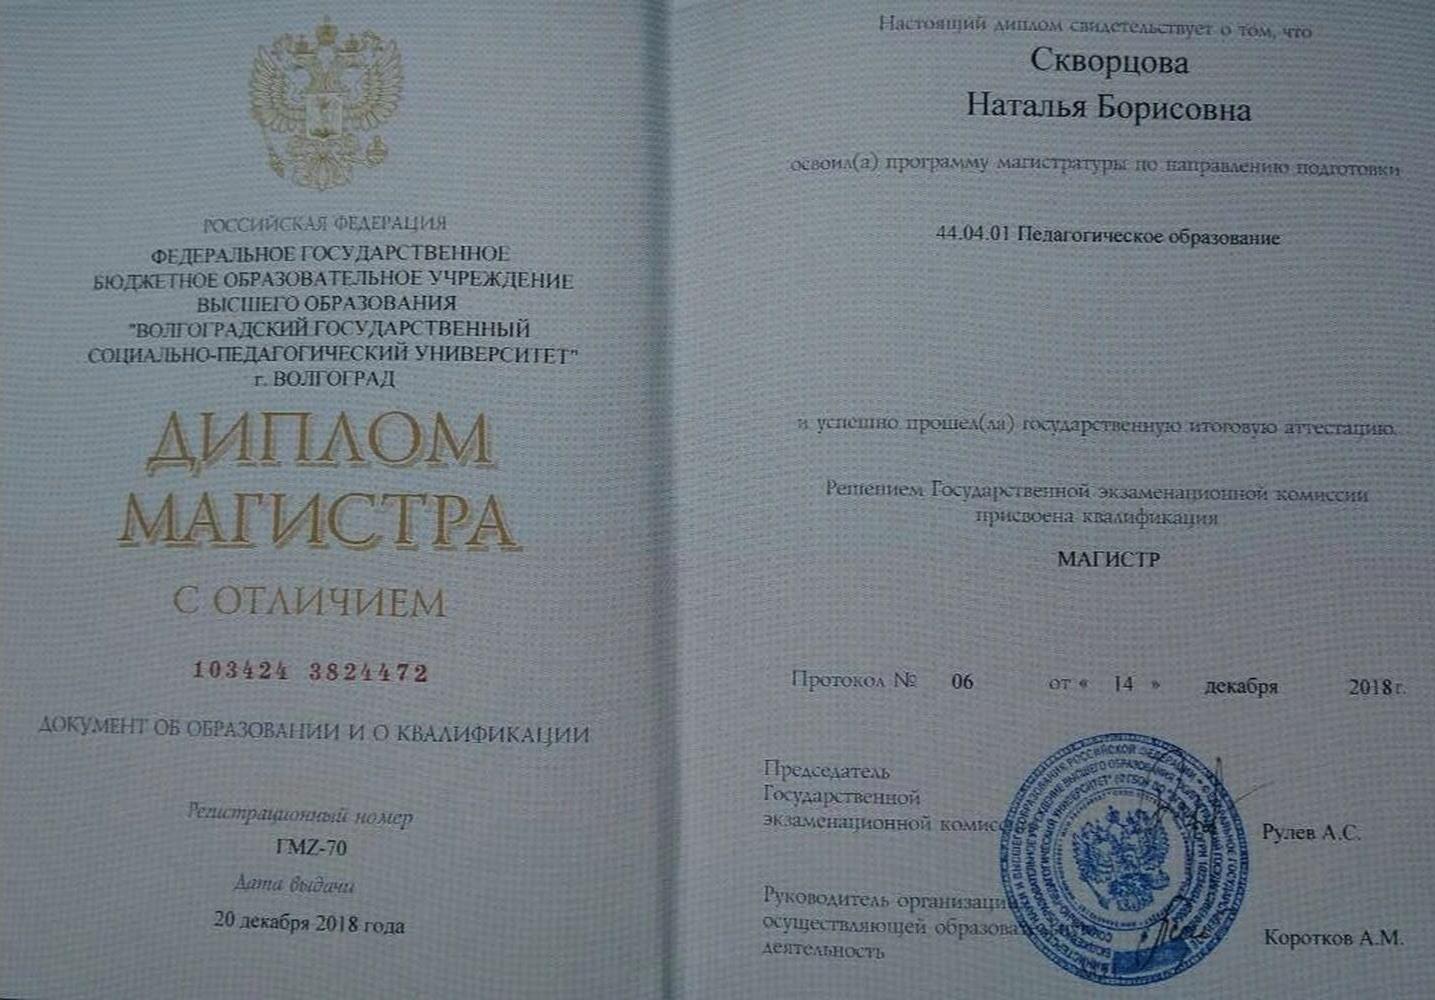 РОССИЙСКАЯ ФЕДЕРАЦИЯ
ФЕДЕРАЛЬНОЕ ГОСУДАРСТВЕННОЕ
БЮДЖЕТНОЕ ОБРАЗОВАТЕЛЬНОЕ УЧРЕЖДЕНИЕ
ВЫСШЕГО ОБРАЗОВАНИЯ
"ВОЛГОГРАДСКИЙ ГОСУДАРСТВЕННЫЙ
СОЦИАЛЬНО-ПЕДАГОГИЧЕСКИЙ УНИВЕРСИТЕТ"
г. ВОЛГОГРАД
ДИПЛОМ
МАГИСТРА
С ОТЛИЧИЕМ
103424 3824472
ДОКУМЕНТ ОБ ОБРАЗОВАНИИ И О КВАЛИФИКАЦИИ
Регистрационный номер
ГМZ-70
Дата выдачи
20 декабря 2018 года
Настоящий диплом свидетельствует о том, что
Скворцова
Наталья Борисовна
освоил(а) программу магистратуры по направлению подготовки
44.04.01 Педагогическое образование
и успешно прошел(ла) государственную итоговую аттестацию.
Решением Государственной экзаменационной комиссии
присвоена квалификация
МАГИСТР
Протокол № 06 от « 14 » декабря 2018 г.
Председатель
Государственной
экзаменационной
Рулев А.С.
Руководитель
осуществляющей
деятельность
Коротков А.М.